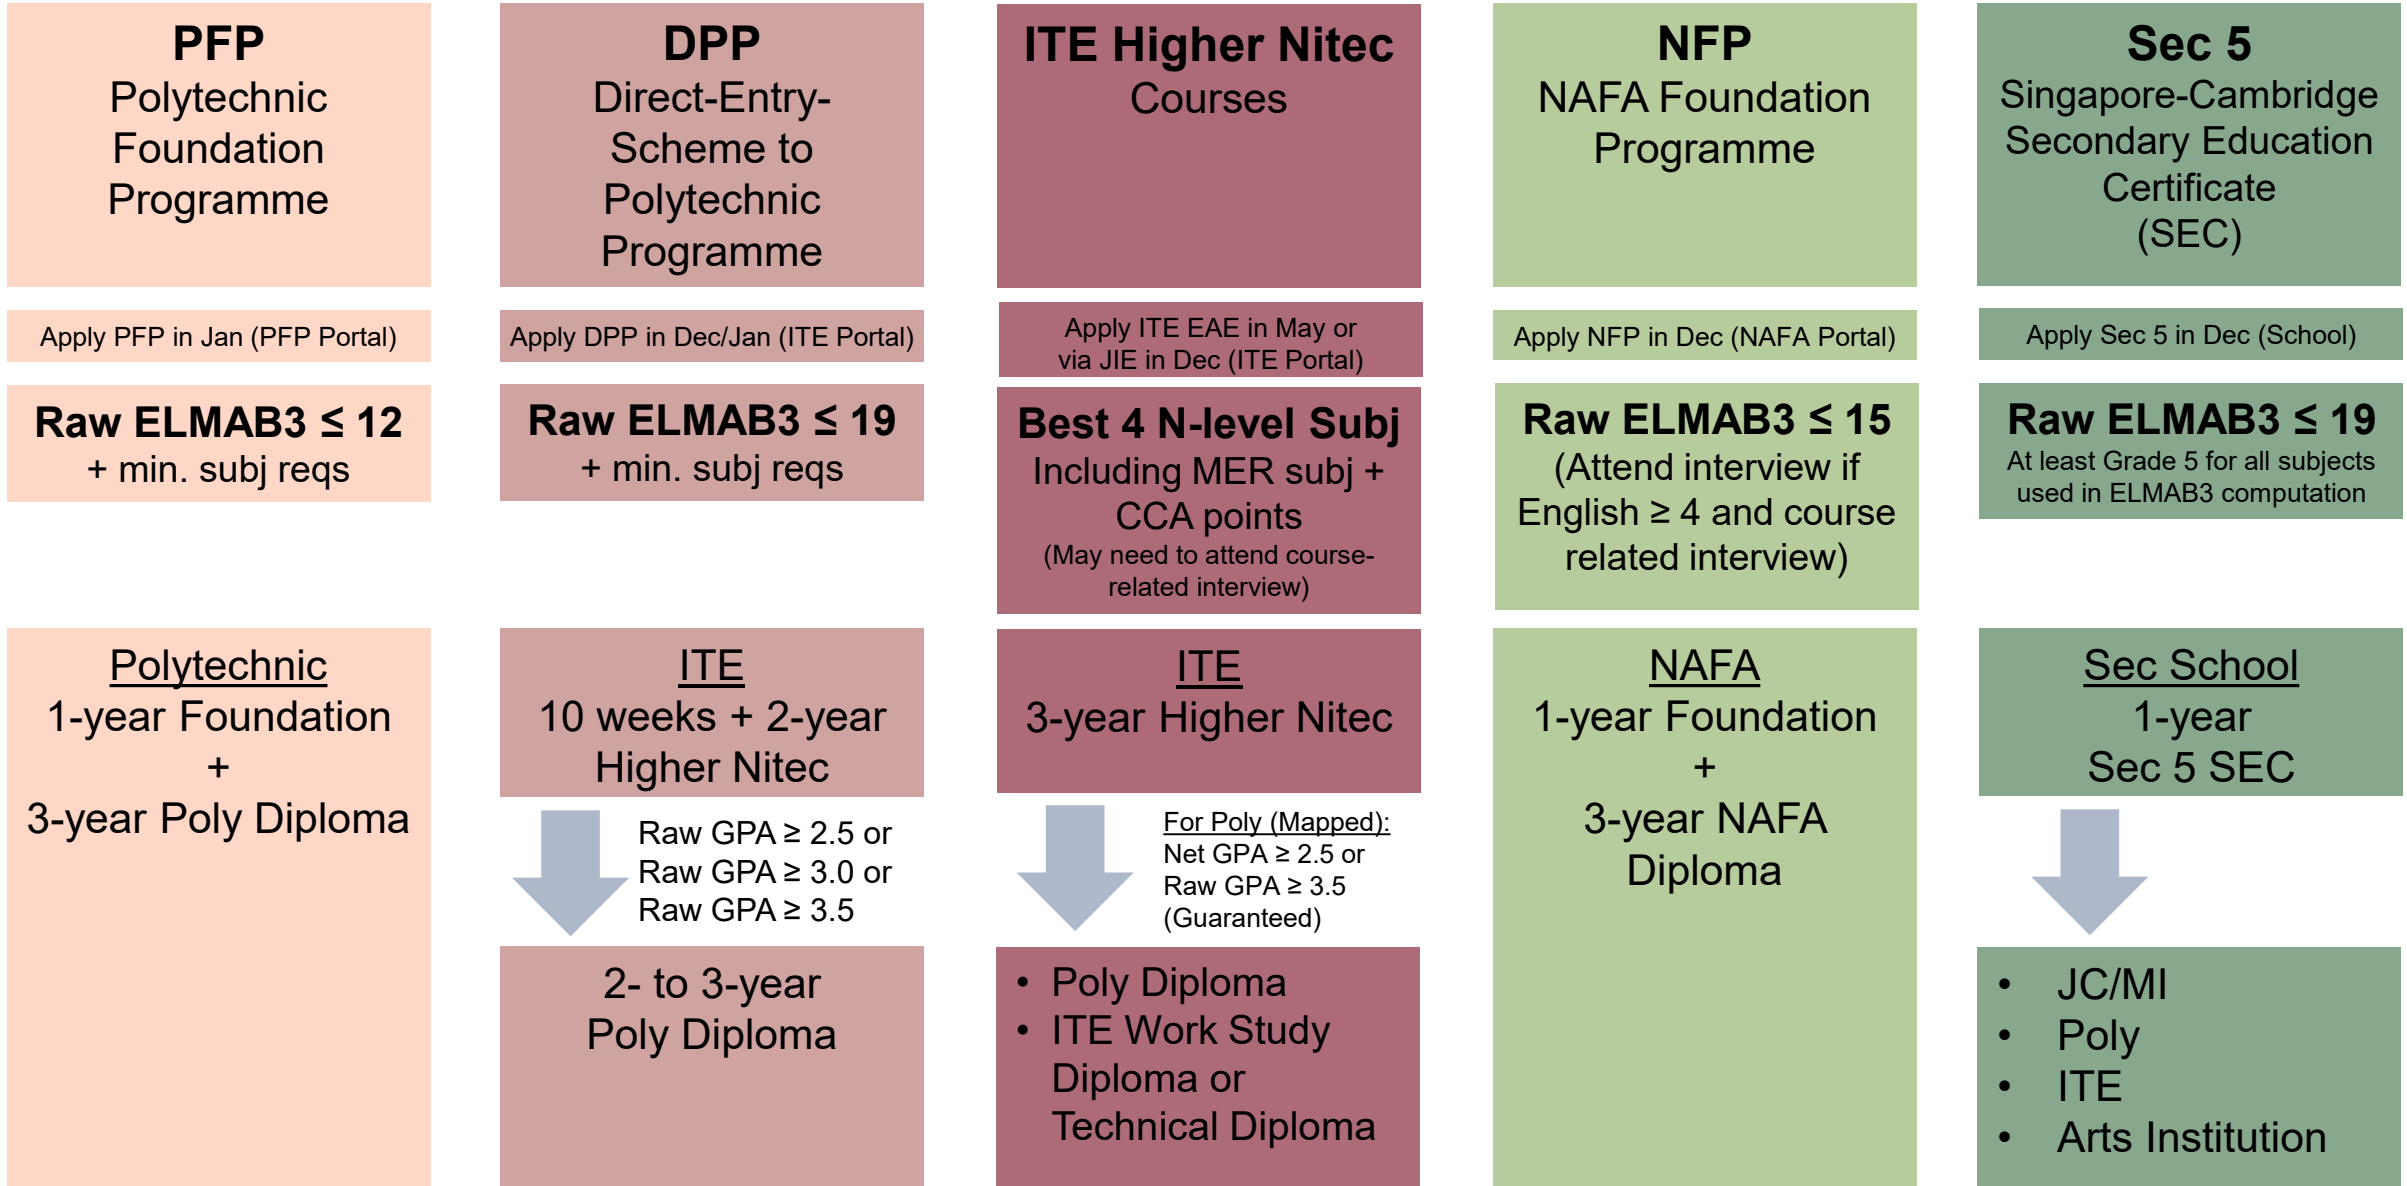 PFP
Polytechnic
Foundation
Programme
Apply PFP in Jan (PFP Portal)
Raw ELMAB3 ≤ 12
+ min. subj reqs
Polytechnic
1-year Foundation
+
3-year Poly Diploma
DPP
Direct-Entry-
Scheme to
Polytechnic
Programme
Apply DPP in Dec/Jan (ITE Portal)
Raw ELMAB3 ≤ 19
+ min. subj reqs
ITE
10 weeks + 2-year
Higher Nitec
Raw GPA ≥ 2.5 or
Raw GPA ≥ 3.0 or
Raw GPA ≥ 3.5
2- to 3-year
Poly Diploma
ITE Higher Nitec
Courses
Apply ITE EAE in May or
via JIE in Dec (ITE Portal)
Best 4 N-level Subj
Including MER subj +
CCA points
(May need to attend course-
related interview)
ITE
3-year Higher Nitec
For Poly (Mapped):
Net GPA ≥ 2.5 or
Raw GPA ≥ 3.5
(Guaranteed)
• Poly Diploma
• ITE Work Study
Diploma or
Technical Diploma
NFP
NAFA Foundation
Programme
Apply NFP in Dec (NAFA Portal)
Raw ELMAB3 ≤ 15
(Attend interview if
English ≥ 4 and course
related interview)
NAFA
1-year Foundation
+
3-year NAFA
Diploma
Sec 5
Singapore-Cambridge
Secondary Education
Certificate
(SEC)
Apply Sec 5 in Dec (School)
Raw ELMAB3 ≤ 19
At least Grade 5 for all subjects
used in ELMAB3 computation
Sec School
1-year
Sec 5 SEC
• JC/MI
• Poly
• ITE
• Arts Institution